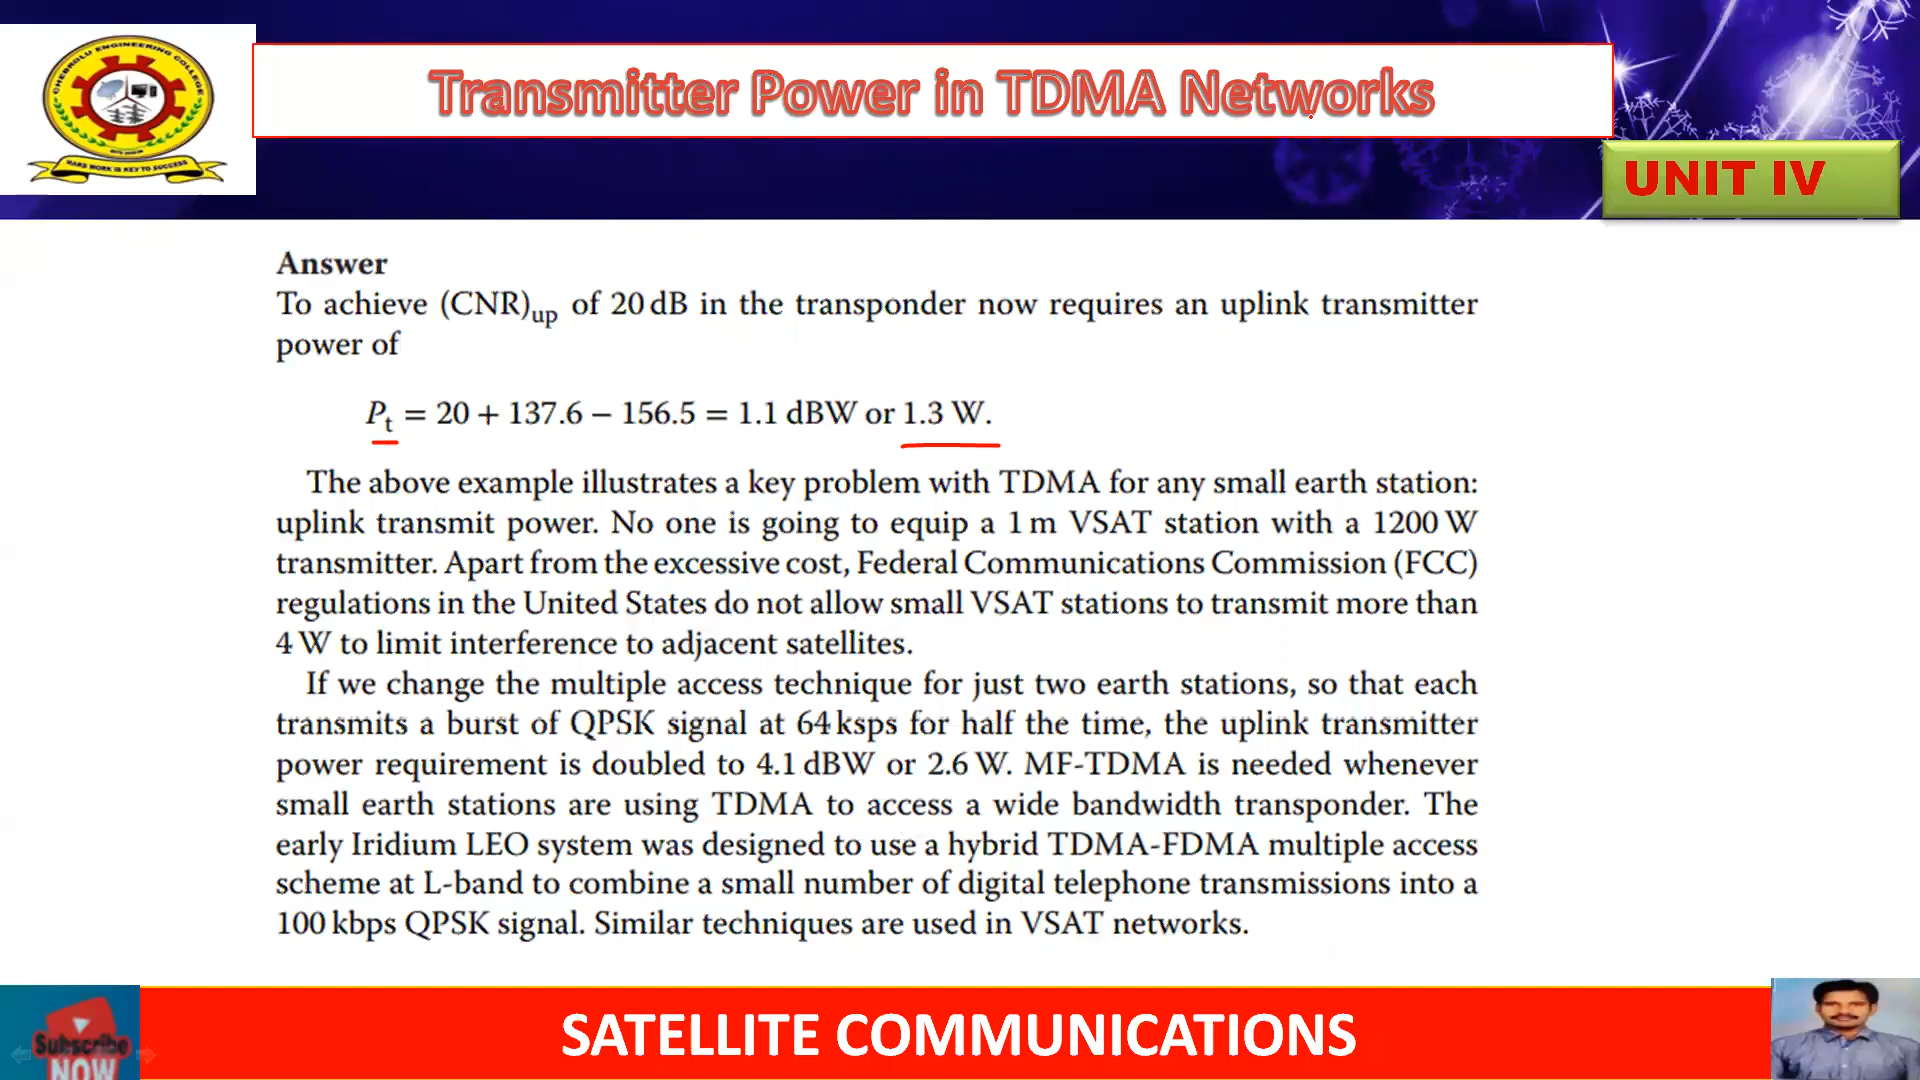 CHEBROLU ENGINEERING COLLEGE
HARD WORK IS KEY TO SUCCESS
Transmitter Power in TDMA Networks
UNIT IV
Answer
To achieve (CNR)up of 20 dB in the transponder now requires an uplink transmitter
power of
Pt = 20 + 137.6 − 156.5 = 1.1 dBW or 1.3 W.
The above example illustrates a key problem with TDMA for any small earth station:
uplink transmit power. No one is going to equip a 1 m VSAT station with a 1200 W
transmitter. Apart from the excessive cost, Federal Communications Commission (FCC)
regulations in the United States do not allow small VSAT stations to transmit more than
4 W to limit interference to adjacent satellites.
If we change the multiple access technique for just two earth stations, so that each
transmits a burst of QPSK signal at 64 ksps for half the time, the uplink transmitter
power requirement is doubled to 4.1 dBW or 2.6 W. MF-TDMA is needed whenever
small earth stations are using TDMA to access a wide bandwidth transponder. The
early Iridium LEO system was designed to use a hybrid TDMA-FDMA multiple access
scheme at L-band to combine a small number of digital telephone transmissions into a
100 kbps QPSK signal. Similar techniques are used in VSAT networks.
Subscribe
NOW
SATELLITE COMMUNICATIONS